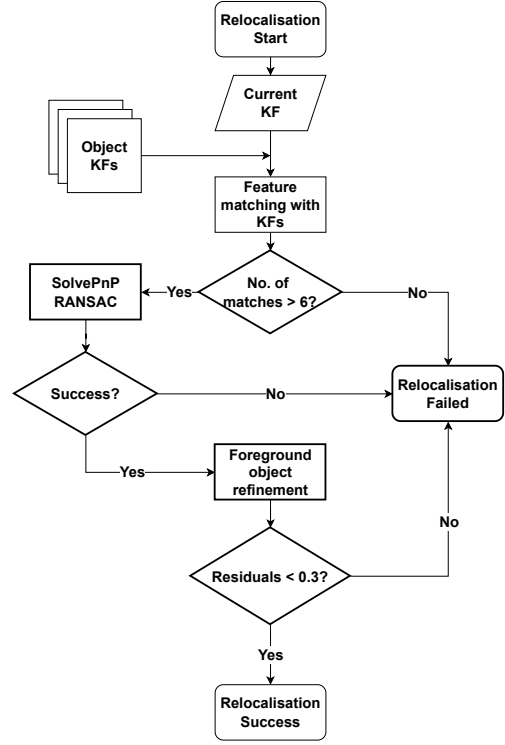 Relocalisation
Start
Current
KF
Object
KFs
Feature
matching with
KFs
No. of
matches > 6?
Yes
No
SolvePnP
RANSAC
Success?
No
Relocalisation
Failed
Yes
Foreground
object
refinement
No
Residuals < 0.3?
Yes
Relocalisation
Success